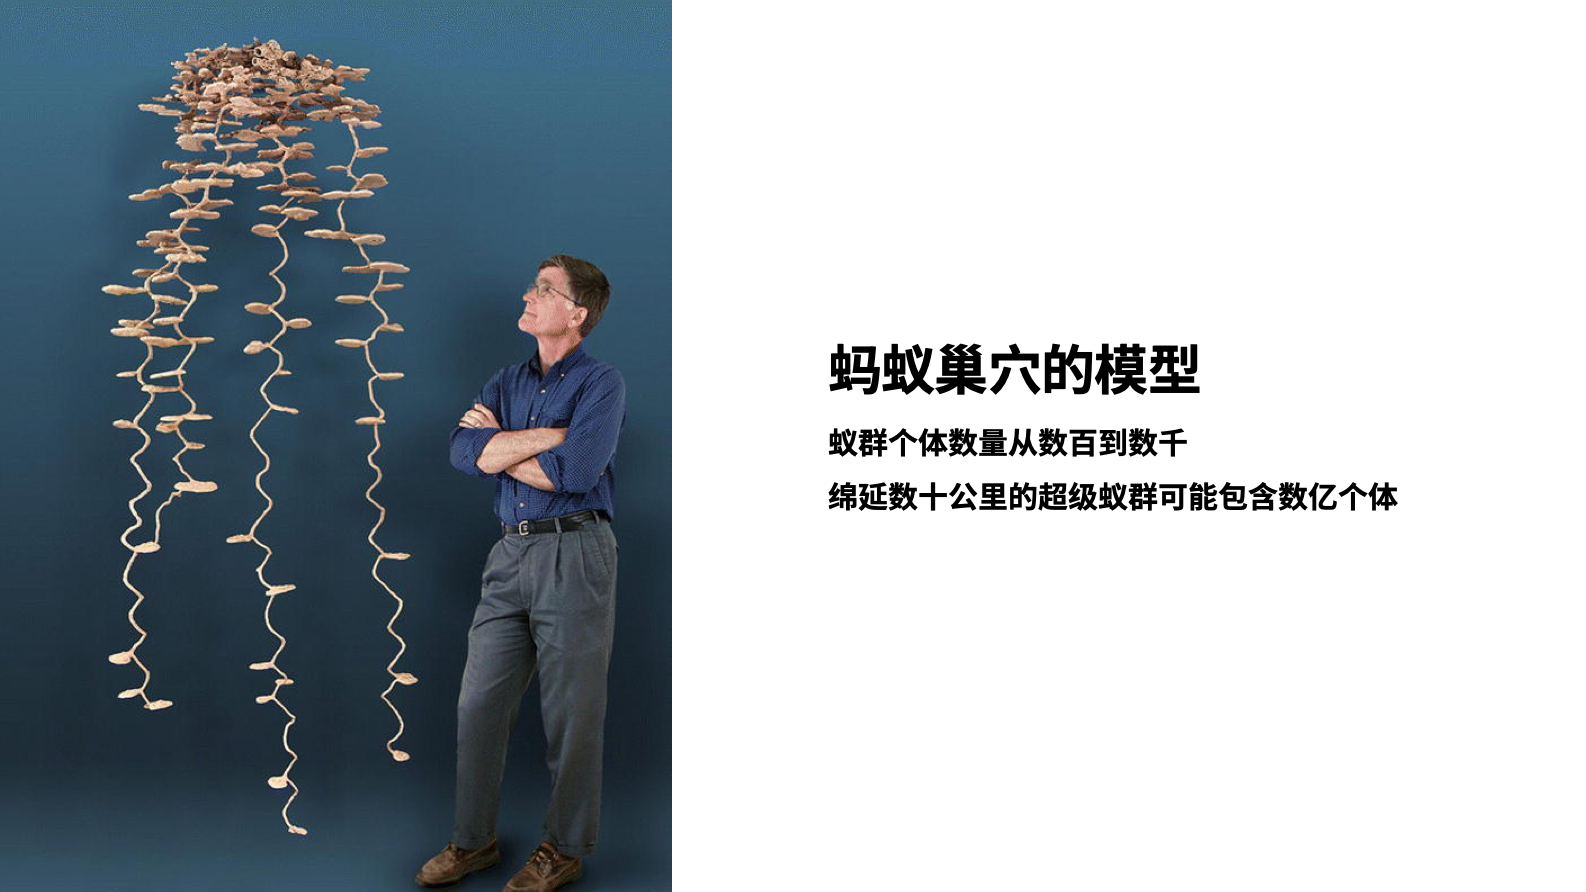 蚂蚁巢穴的模型
蚁群个体数量从数百到数千
绵延数十公里的超级蚁群可能包含数亿个体